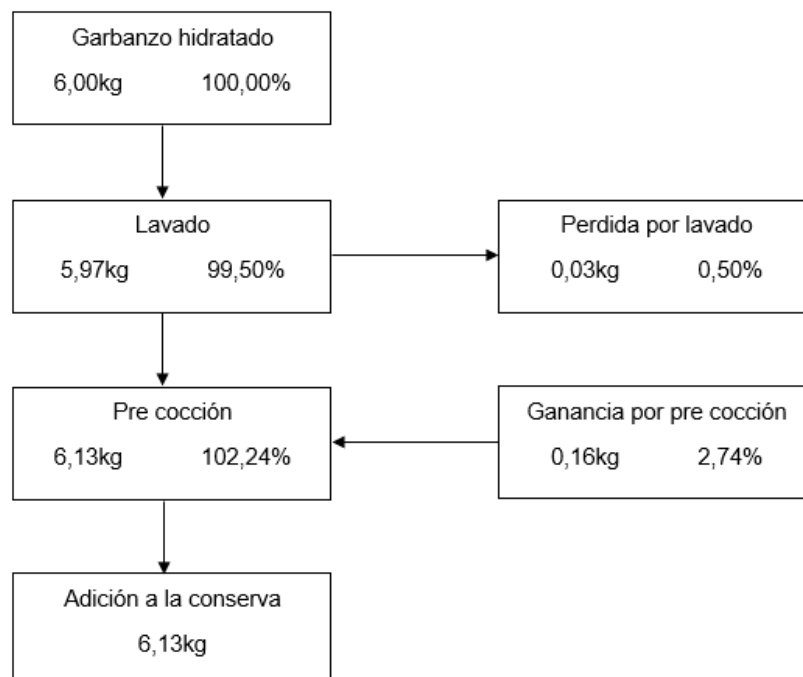 Garbanzo hidratado
6,00kg 100,00%
Lavado
5,97kg 99,50%
Perdida por lavado
0,03kg 0,50%
Pre cocción
6,13kg 102,24%
Ganancia por pre cocción
0,16kg 2,74%
Adición a la conserva
6,13kg